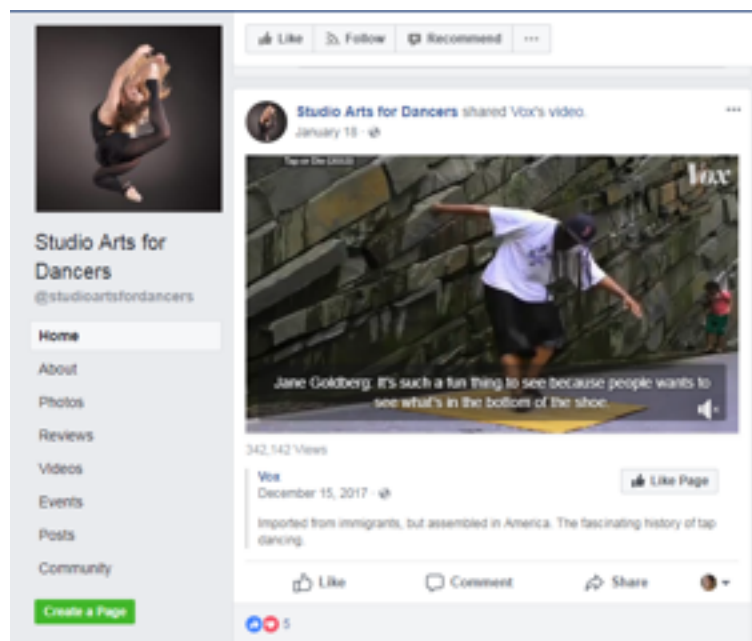 Like Follow Recommend ...
Studio Arts for Dancers shared Vox's video.
January 18 ·
Vox
Jane Goldberg: It's such a fun thing to see because people wants to
see what's in the bottom of the shoe
342,142 Views
Vox
Like Page
December 15, 2017 ·
Imported from immigrants, but assembled in America. The fascinating history of tap
dancing.
Like Comment Share
5
Studio Arts for
Dancers
@studioartsfordancers
Home
About
Photos
Reviews
Videos
Events
Posts
Community
Create a Page